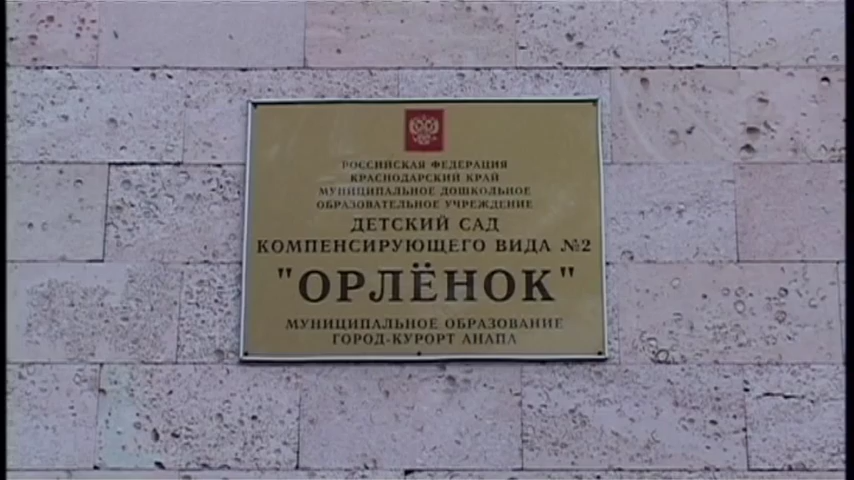 РОССИЙСКАЯ ФЕДЕРАЦИЯ
КРАСНОДАРСКИЙ КРАЙ
МУНИЦИПАЛЬНОЕ ДОШКОЛЬНОЕ
ОБРАЗОВАТЕЛЬНОЕ УЧРЕЖДЕНИЕ
ДЕТСКИЙ САД
КОМПЕНСИРУЮЩЕГО ВИДА №2
"ОРЛЁНОК"
МУНИЦИПАЛЬНОЕ ОБРАЗОВАНИЕ
ГОРОД-КУРОРТ АНАПА